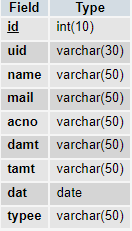 Field Type
id int(10)
uid varchar(30)
name varchar(50)
mail varchar(50)
acno varchar(50)
damt varchar(50)
tamt varchar(50)
dat date
typee varchar(50)